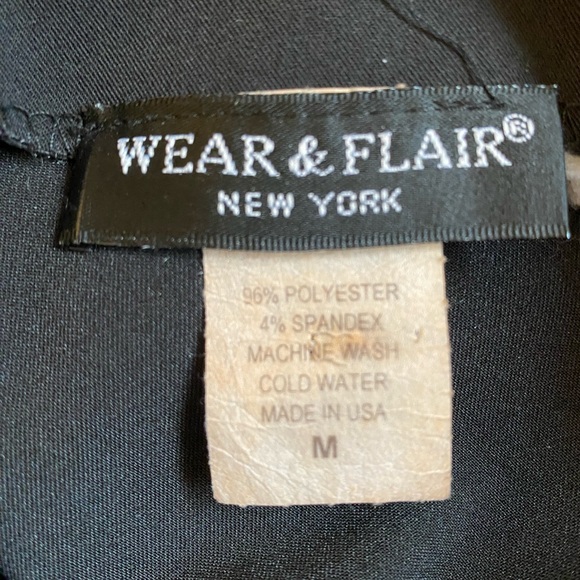 WEAR & FLAIR®
NEW YORK
96% POLYESTER
4% SPANDEX
MACHINE WASH
COLD WATER
MADE IN USA
M